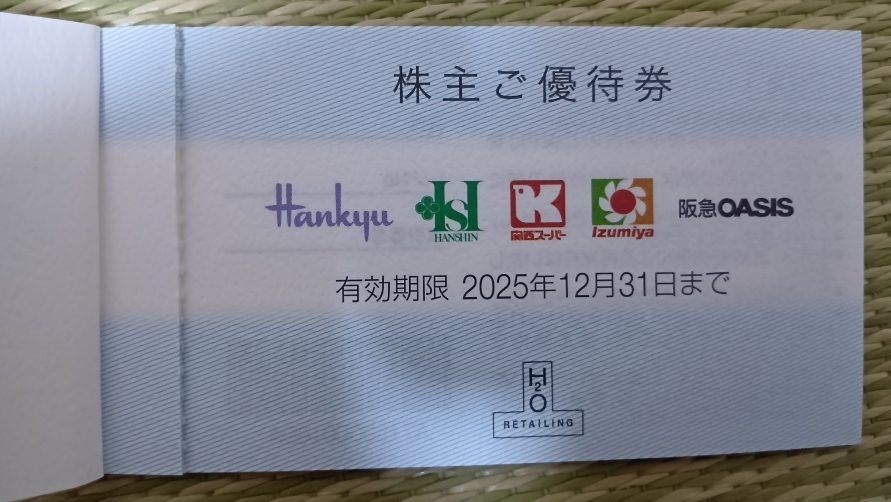 株主ご優待券
Hankyu HS HANSHIN K 関西スーパー Izumiya 阪急OASIS
有効期限 2025年12月31日まで
H2O
RETAILING